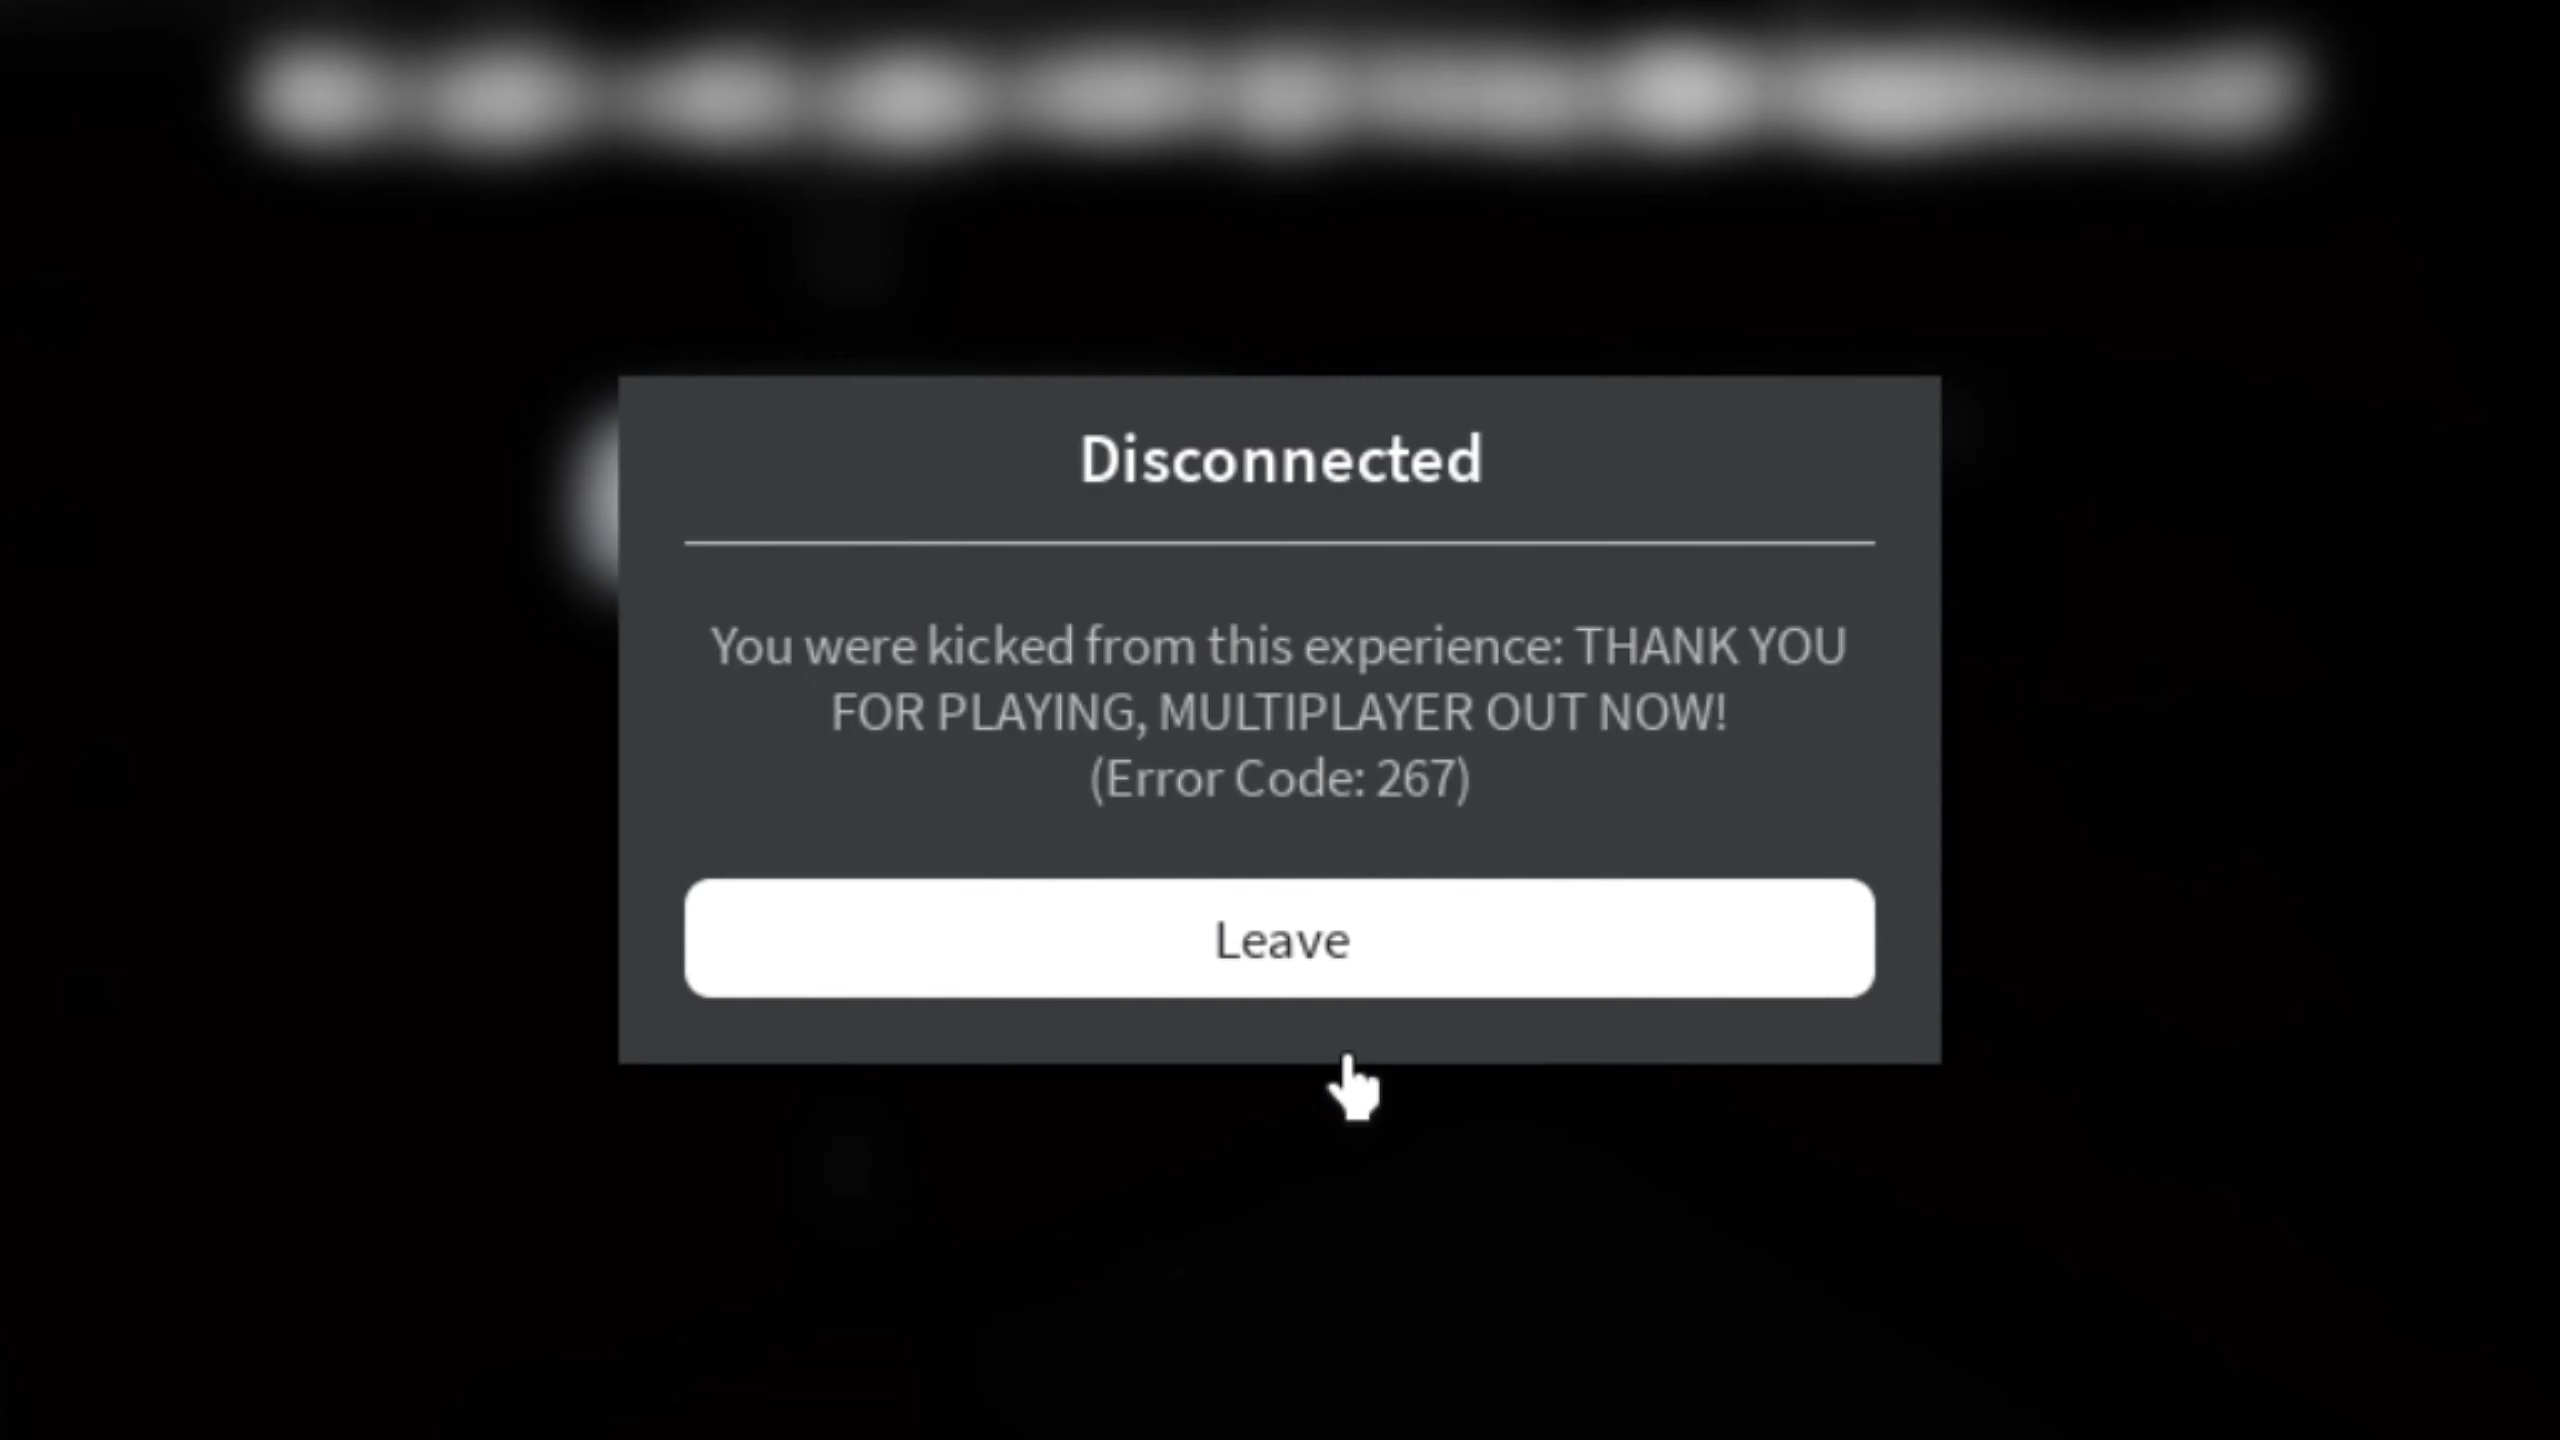 Disconnected
You were kicked from this experience: THANK YOU
FOR PLAYING, MULTIPLAYER OUT NOW!
(Error Code: 267)
Leave